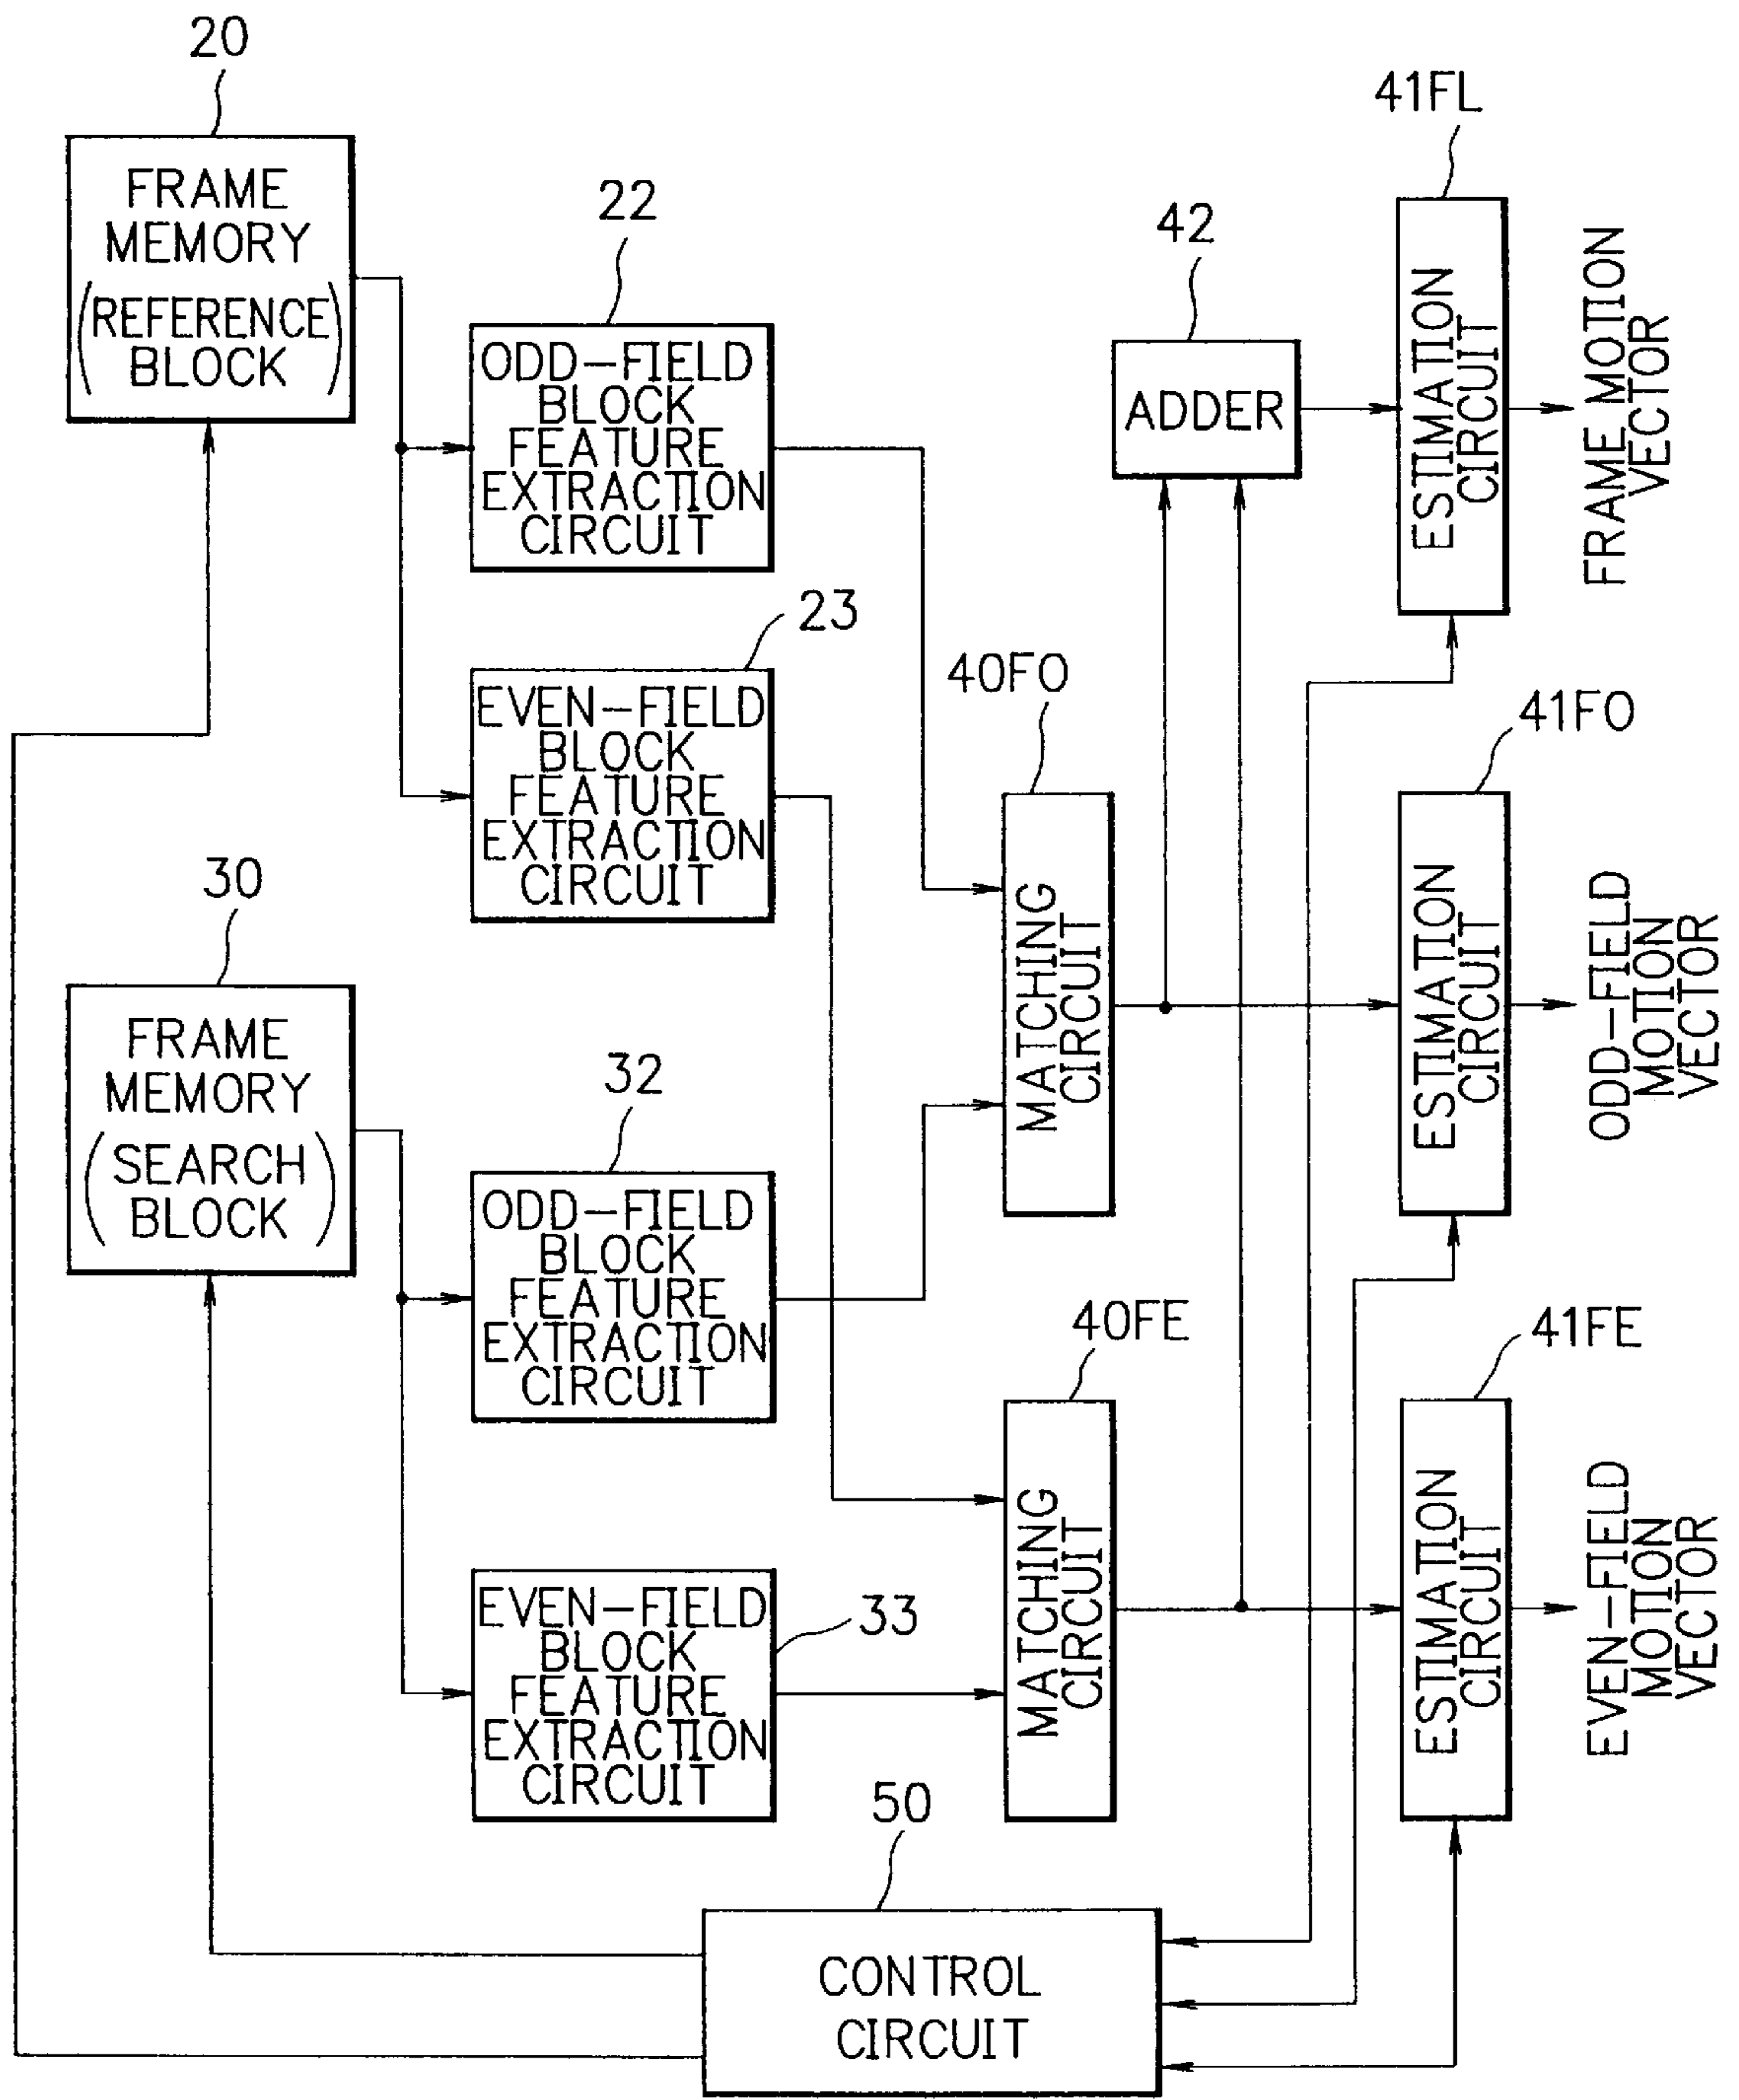 20
FRAME
MEMORY
(REFERENCE
BLOCK)
22
ODD-FIELD
BLOCK
FEATURE
EXTRACTION
CIRCUIT
23
EVEN-FIELD
BLOCK
FEATURE
EXTRACTION
CIRCUIT
30
FRAME
MEMORY
(SEARCH
BLOCK)
32
ODD-FIELD
BLOCK
FEATURE
EXTRACTION
CIRCUIT
33
EVEN-FIELD
BLOCK
FEATURE
EXTRACTION
CIRCUIT
40FO
MATCHING
CIRCUIT
40FE
MATCHING
CIRCUIT
42
ADDER
41FL
ESTIMATION
CIRCUIT
FRAME MOTION
VECTOR
41FO
ESTIMATION
CIRCUIT
ODD-FIELD
MOTION
VECTOR
41FE
ESTIMATION
CIRCUIT
EVEN-FIELD
MOTION
VECTOR
50
CONTROL
CIRCUIT